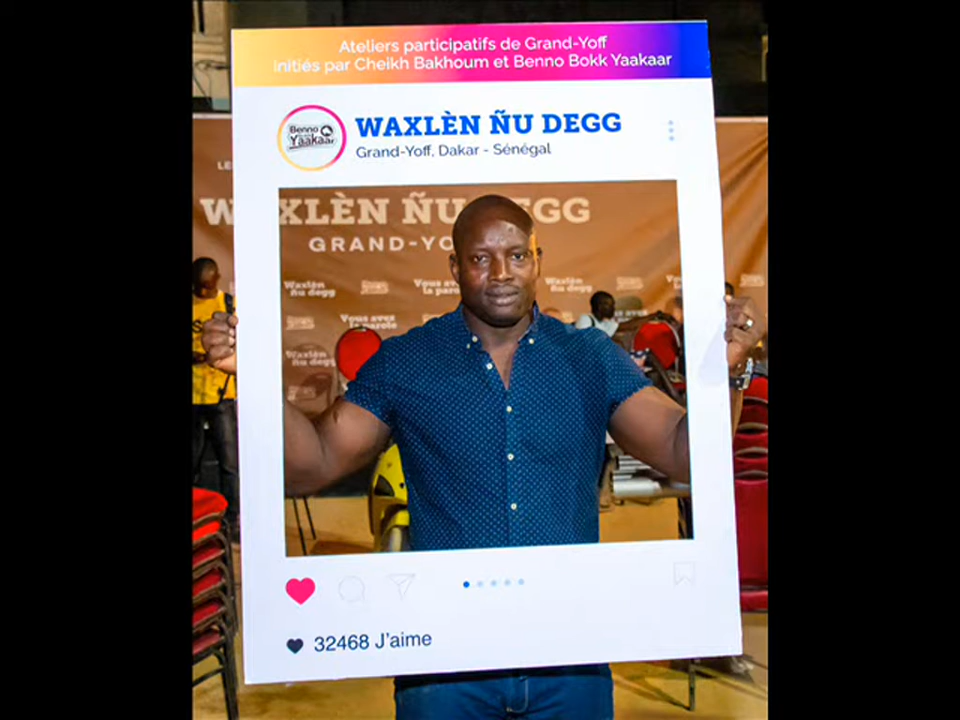 Ateliers participatifs de Grand-Yoff
initiés par Cheikh Bakhoum et Benno Bokk Yaakaar
Benno
Yaakaar
WAXLÈN ÑU DEGG
Grand-Yoff, Dakar - Sénégal
LE
WAXLÈN ÑU DEGG
GRAND-YO
Waxlèn
ñu degg
Vous avez
la parole
Waxlèn
ñu degg
Vous avez
la parole
Waxlèn
ñu degg
32468 J'aime